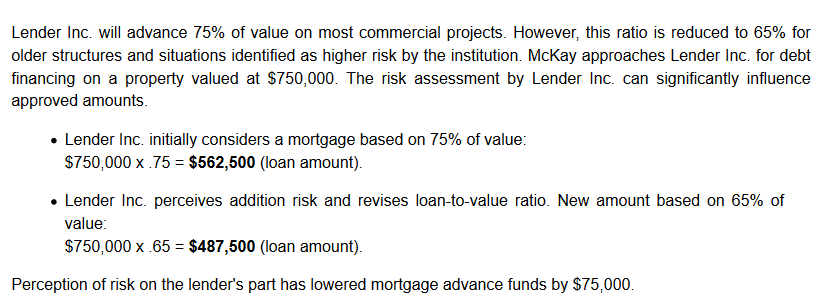 Lender Inc. will advance 75% of value on most commercial projects. However, this ratio is reduced to 65% for
older structures and situations identified as higher risk by the institution. McKay approaches Lender Inc. for debt
financing on a property valued at $750,000. The risk assessment by Lender Inc. can significantly influence
approved amounts.
• Lender Inc. initially considers a mortgage based on 75% of value:
$750,000 x .75 = $562,500 (loan amount).
• Lender Inc. perceives addition risk and revises loan-to-value ratio. New amount based on 65% of
value:
$750,000 x .65 = $487,500 (loan amount).
Perception of risk on the lender's part has lowered mortgage advance funds by $75,000.